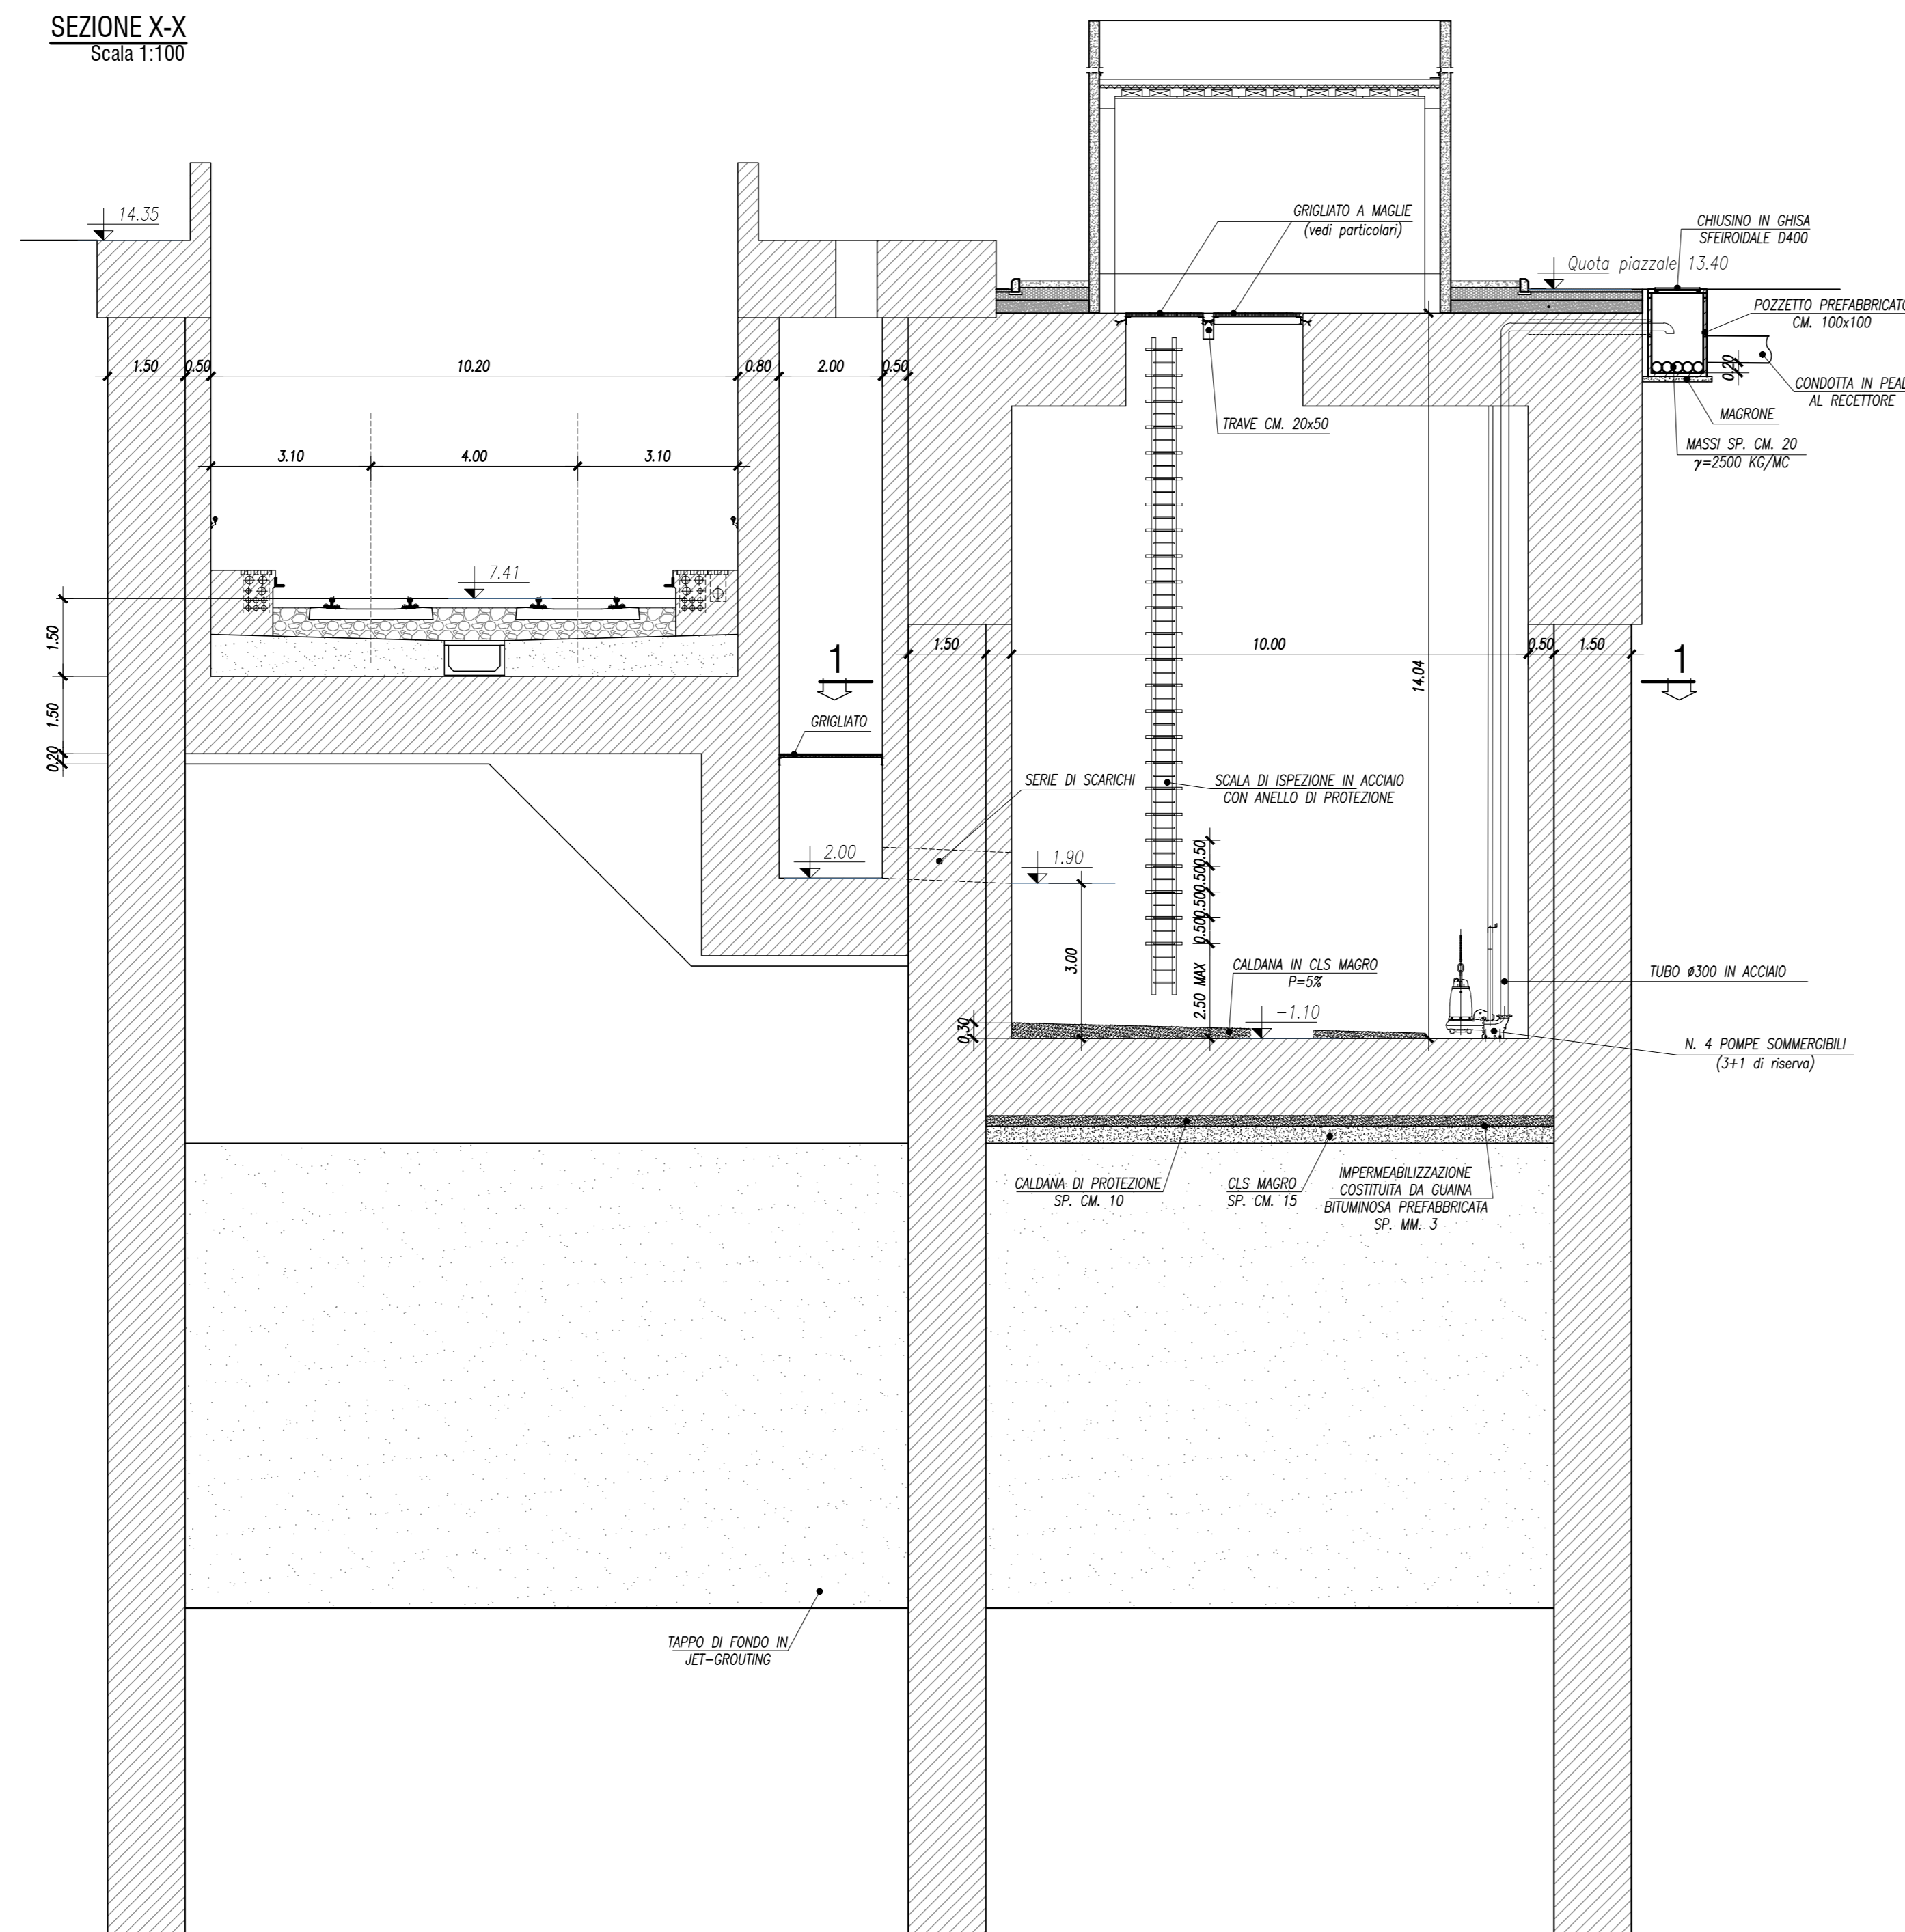 SEZIONE X-X
Scala 1:100
14.35
GRIGLIATO A MAGLIE
(vedi particolari)
CHIUSINO IN GHISA
SFEIROIDALE D400
Quota piazzale 13.40
POZZETTO PREFABBRICATO
CM. 100x100
1.50
0.50
10.20
0.80
2.00
0.50
0.20
CONDOTTA IN PEAD
AL RECETTORE
MAGRONE
TRAVE CM. 20x50
MASSI SP. CM. 20
γ=2500 KG/MC
3.10
4.00
3.10
7.41
1.50
1.50
0.20
1
1.50
10.00
0.50
1.50
1
14.04
GRIGLIATO
SERIE DI SCARICHI
SCALA DI ISPEZIONE IN ACCIAIO
CON ANELLO DI PROTEZIONE
2.00
1.90
0.50
0.50
0.50
0.50
2.50 MAX
3.00
CALDANA IN CLS MAGRO
P=5%
TUBO ø300 IN ACCIAIO
0.30
-1.10
N. 4 POMPE SOMMERGIBILI
(3+1 di riserva)
CALDANA DI PROTEZIONE
SP. CM. 10
CLS MAGRO
SP. CM. 15
IMPERMEABILIZZAZIONE
COSTITUITA DA GUAINA
BITUMINOSA PREFABBRICATA
SP. MM. 3
TAPPO DI FONDO IN
JET-GROUTING